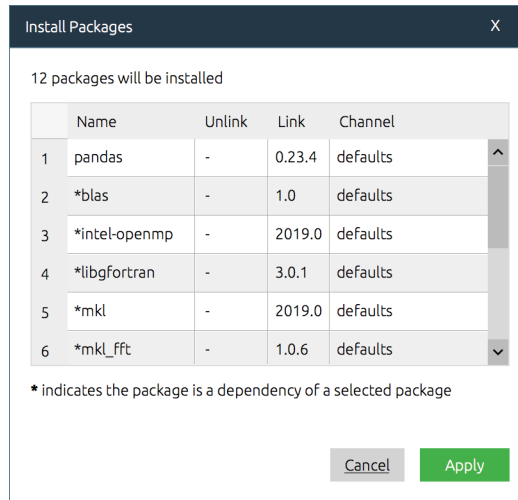 Install Packages X
12 packages will be installed
Name Unlink Link Channel
1 pandas - 0.23.4 defaults
2 *blas - 1.0 defaults
3 *intel-openmp - 2019.0 defaults
4 *libgfortran - 3.0.1 defaults
5 *mkl - 2019.0 defaults
6 *mkl_fft - 1.0.6 defaults
* indicates the package is a dependency of a selected package
Cancel Apply